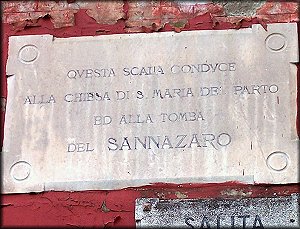 QVESTA SCALA CONDVCE
ALLA CHIESA DI S. MARIA DEL PARTO
ED ALLA TOMBA
DEL SANNAZARO
SALITA